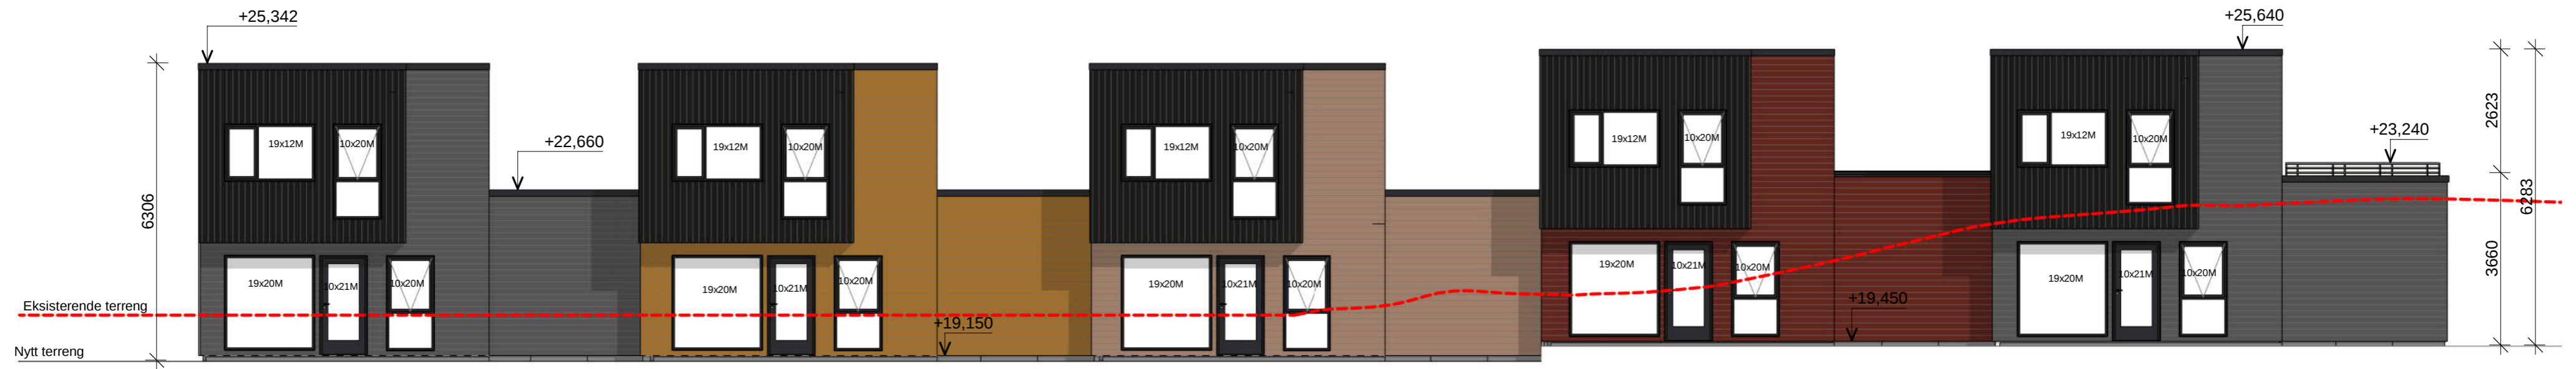 +25,342
+25,640
+22,660
+23,240
6306
2623
6283
3660
19x12M
10x20M
19x12M
10x20M
19x12M
10x20M
19x12M
10x20M
19x12M
10x20M
19x20M
10x21M
10x20M
19x20M
10x21M
10x20M
19x20M
10x21M
10x20M
19x20M
10x21M
10x20M
19x20M
10x21M
10x20M
Eksisterende terreng
+19,150
+19,450
Nytt terreng